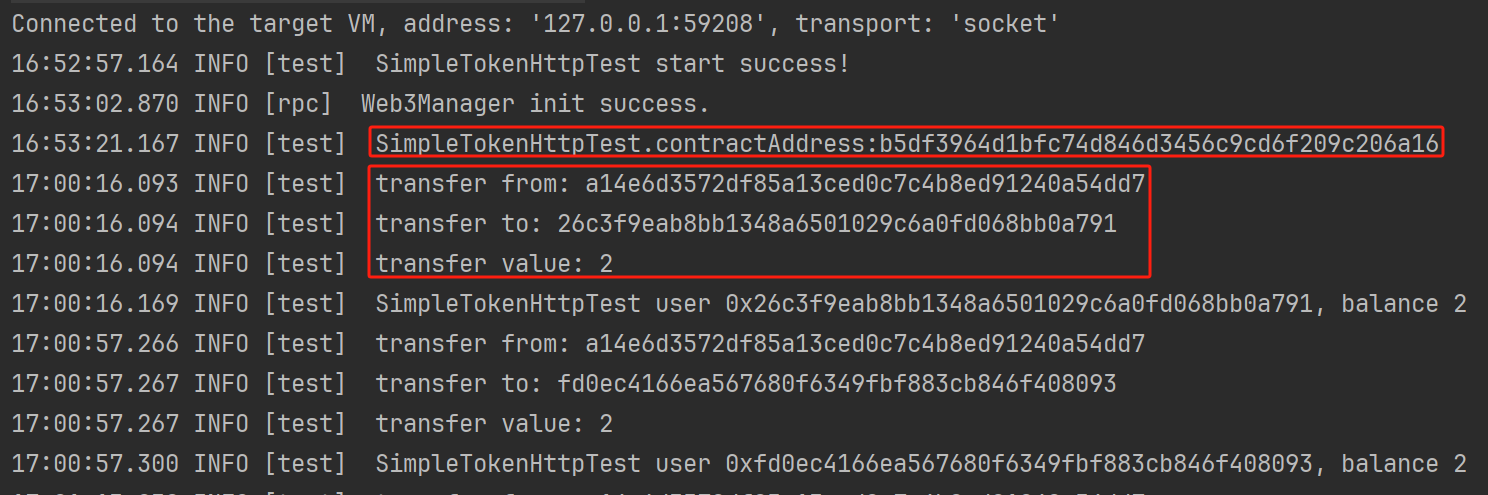 Connected to the target VM, address: '127.0.0.1:59208', transport: 'socket'
16:52:57.164 INFO [test]  SimpleTokenHttpTest start success!
16:53:02.870 INFO [rpc]  Web3Manager init success.
16:53:21.167 INFO [test]  SimpleTokenHttpTest.contractAddress:b5df3964d1bfc74d846d3456c9cd6f209c206a16
17:00:16.093 INFO [test]  transfer from: a14e6d3572df85a13ced0c7c4b8ed91240a54dd7
17:00:16.094 INFO [test]  transfer to: 26c3f9eab8bb1348a6501029c6a0fd068bb0a791
17:00:16.094 INFO [test]  transfer value: 2
17:00:16.169 INFO [test]  SimpleTokenHttpTest user 0x26c3f9eab8bb1348a6501029c6a0fd068bb0a791, balance 2
17:00:57.266 INFO [test]  transfer from: a14e6d3572df85a13ced0c7c4b8ed91240a54dd7
17:00:57.267 INFO [test]  transfer to: fd0ec4166ea567680f6349fbf883cb846f408093
17:00:57.267 INFO [test]  transfer value: 2
17:00:57.300 INFO [test]  SimpleTokenHttpTest user 0xfd0ec4166ea567680f6349fbf883cb846f408093, balance 2